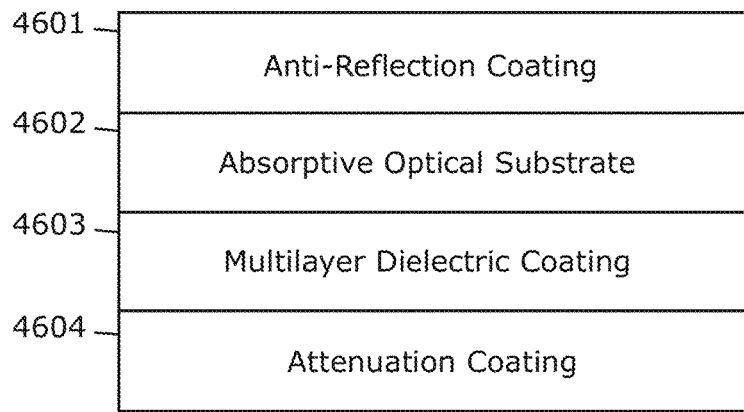 4601
Anti-Reflection Coating
4602
Absorptive Optical Substrate
4603
Multilayer Dielectric Coating
4604
Attenuation Coating